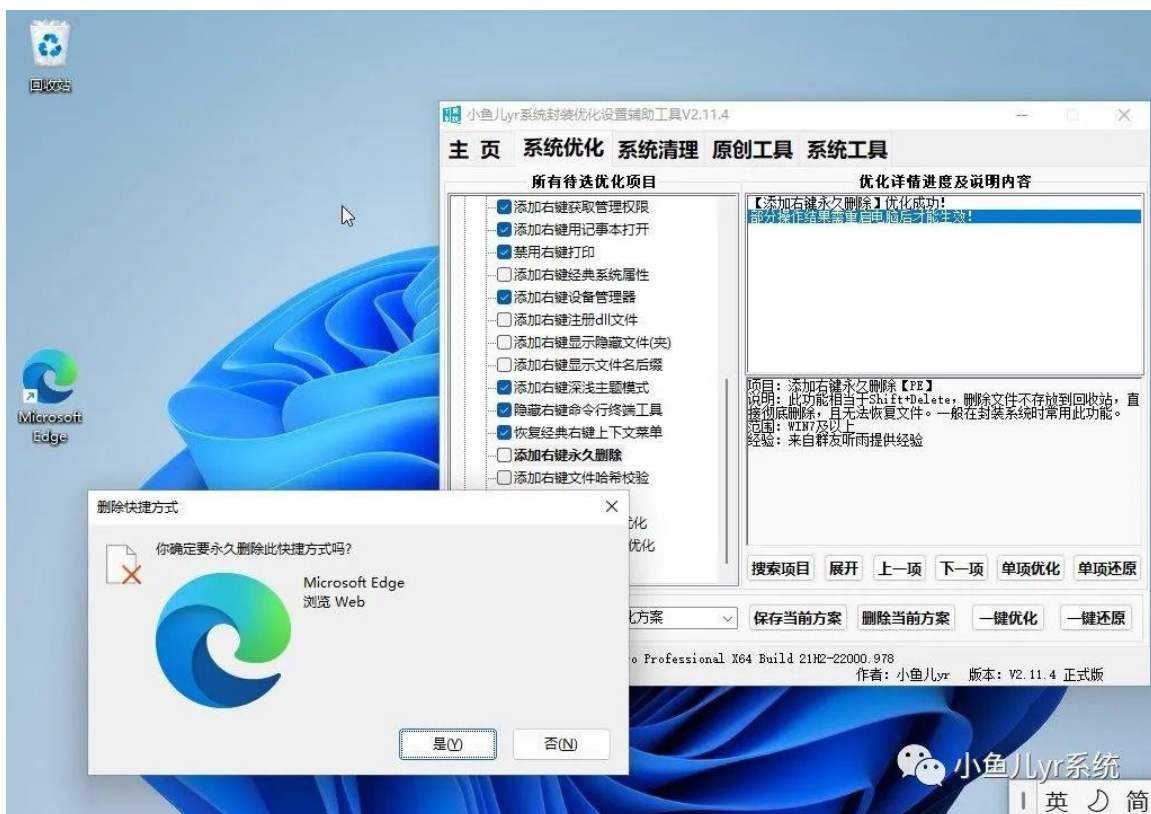 回收站
Microsoft
Edge
小鱼儿yr系统封装优化设置辅助工具V2.11.4
主 页 系统优化 系统清理 原创工具 系统工具
所有待选优化项目
添加右键获取管理权限
添加右键用记事本打开
禁用右键打印
添加右键经典系统属性
添加右键设备管理器
添加右键注册dll文件
添加右键显示隐藏文件(夹)
添加右键显示文件名后缀
添加右键深浅主题模式
隐藏右键命令行终端工具
恢复经典右键上下文菜单
添加右键永久删除
添加右键文件哈希校验
优化
优化
优化详情进度及说明内容
【添加右键永久删除】优化成功!
部分操作结果需重启电脑后才能生效!
项目: 添加右键永久删除【PE】
说明: 此功能相当于Shift+Delete, 删除文件不存放到回收站, 直
接彻底删除, 且无法恢复文件。一般在封装系统时常用此功能。
范围: WIN7及以上
经验: 来自群友听雨提供经验
搜索项目 展开 上一项 下一项 单项优化 单项还原
化方案 保存当前方案 删除当前方案 一键优化 一键还原
o Professional X64 Build 21H2-22000.978
作者: 小鱼儿yr 版本: V2.11.4 正式版
删除快捷方式
你确定要永久删除此快捷方式吗?
Microsoft Edge
浏览 Web
是(Y) 否(N)
小鱼儿yr系统
英 简